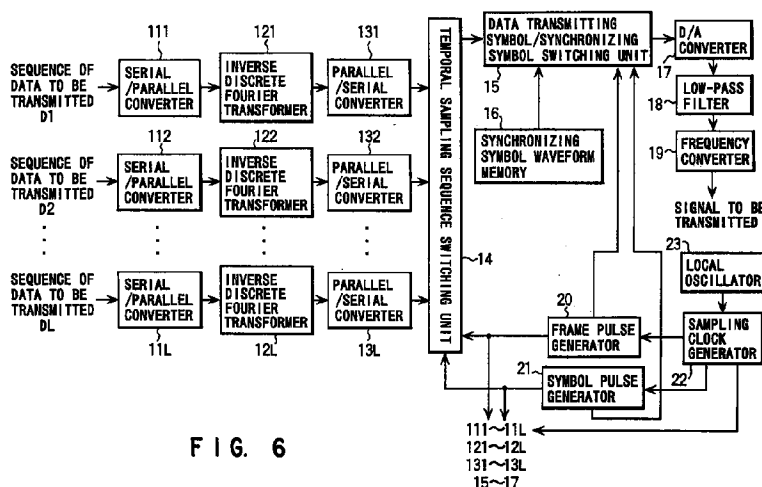 111
121
131
SEQUENCE OF
DATA TO BE
TRANSMITTED
D1
SERIAL
/PARALLEL
CONVERTER
INVERSE
DISCRETE
FOURIER
TRANSFORMER
PARALLEL
/SERIAL
CONVERTER
112
122
132
SEQUENCE OF
DATA TO BE
TRANSMITTED
D2
SERIAL
/PARALLEL
CONVERTER
INVERSE
DISCRETE
FOURIER
TRANSFORMER
PARALLEL
/SERIAL
CONVERTER
SEQUENCE OF
DATA TO BE
TRANSMITTED
DL
SERIAL
/PARALLEL
CONVERTER
INVERSE
DISCRETE
FOURIER
TRANSFORMER
PARALLEL
/SERIAL
CONVERTER
11L
12L
13L
TEMPORAL SAMPLING SEQUENCE SWITCHING UNIT
14
DATA TRANSMITTING
SYMBOL/SYNCHRONIZING
SYMBOL SWITCHING UNIT
15
16
SYNCHRONIZING
SYMBOL WAVEFORM
MEMORY
D/A
CONVERTER
17
18
LOW-PASS
FILTER
19
FREQUENCY
CONVERTER
SIGNAL TO BE
TRANSMITTED
23
LOCAL
OSCILLATOR
20
FRAME PULSE
GENERATOR
SAMPLING
CLOCK
GENERATOR
22
21
SYMBOL PULSE
GENERATOR
111~11L
121~12L
131~13L
15~17
FIG. 6